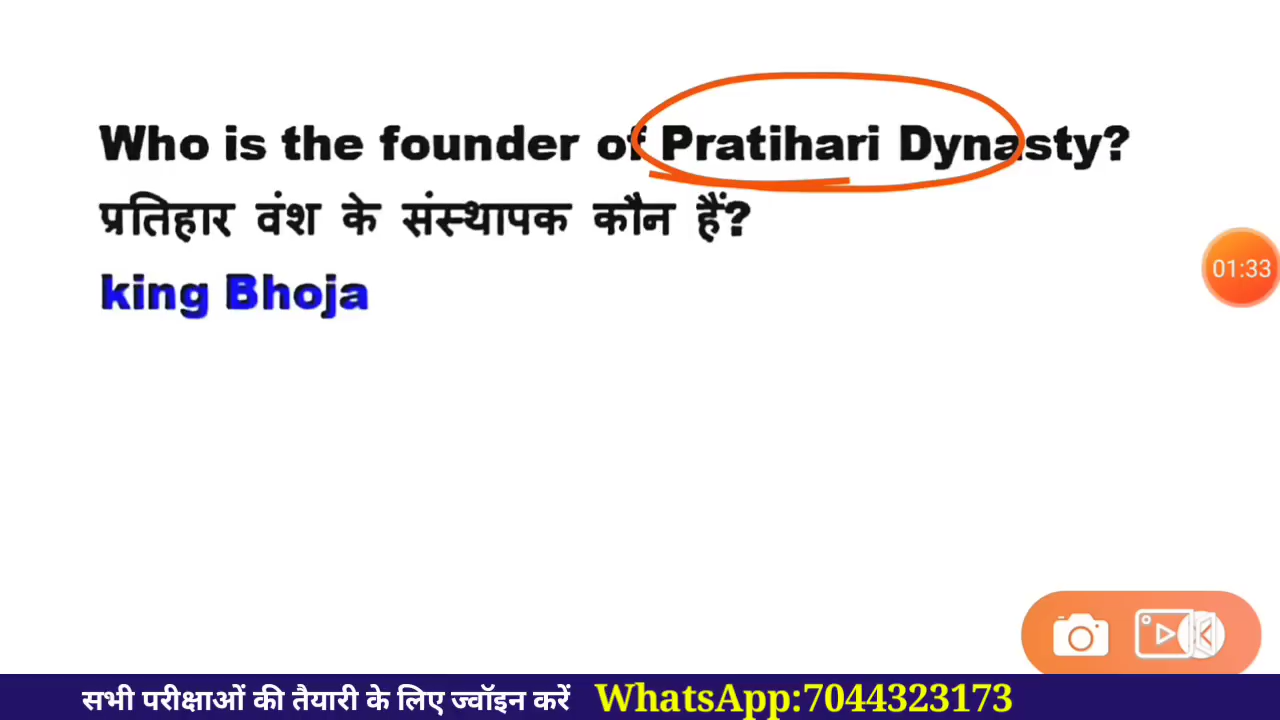 Who is the founder of Pratihari Dynasty?
प्रतिहार वंश के संस्थापक कौन हैं?
king Bhoja
01:33
सभी परीक्षाओं की तैयारी के लिए ज्वॉइन करें WhatsApp:7044323173